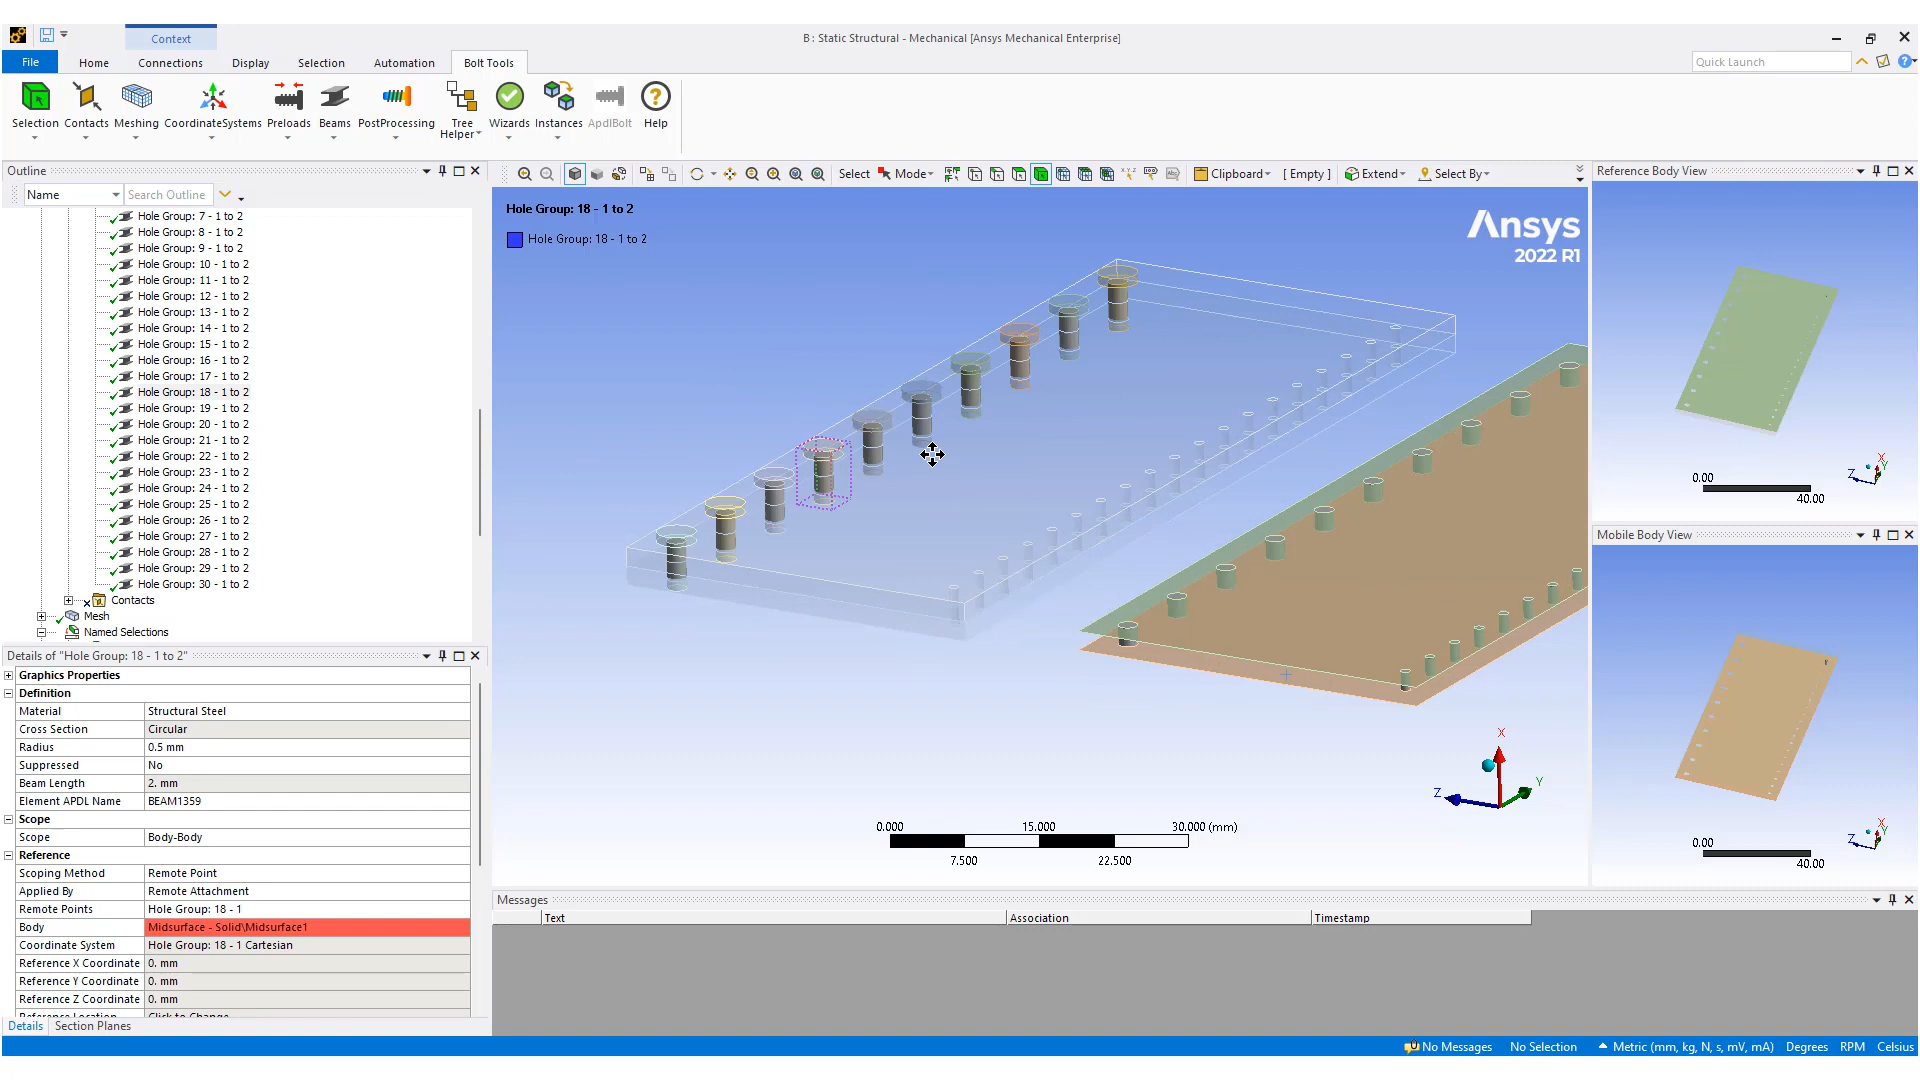 Context
B : Static Structural - Mechanical [Ansys Mechanical Enterprise]
File
Home
Connections
Display
Selection
Automation
Bolt Tools
Quick Launch
Selection
Contacts
Meshing
CoordinateSystems
Preloads
Beams
PostProcessing
Tree
Helper
Wizards
Instances
ApdlBolt
Help
Outline
Name
Search Outline
Select
Mode
Clipboard
[ Empty ]
Extend
Select By
Reference Body View
Hole Group: 7 - 1 to 2
Hole Group: 8 - 1 to 2
Hole Group: 9 - 1 to 2
Hole Group: 10 - 1 to 2
Hole Group: 11 - 1 to 2
Hole Group: 12 - 1 to 2
Hole Group: 13 - 1 to 2
Hole Group: 14 - 1 to 2
Hole Group: 15 - 1 to 2
Hole Group: 16 - 1 to 2
Hole Group: 17 - 1 to 2
Hole Group: 18 - 1 to 2
Hole Group: 19 - 1 to 2
Hole Group: 20 - 1 to 2
Hole Group: 21 - 1 to 2
Hole Group: 22 - 1 to 2
Hole Group: 23 - 1 to 2
Hole Group: 24 - 1 to 2
Hole Group: 25 - 1 to 2
Hole Group: 26 - 1 to 2
Hole Group: 27 - 1 to 2
Hole Group: 28 - 1 to 2
Hole Group: 29 - 1 to 2
Hole Group: 30 - 1 to 2
Contacts
Mesh
Named Selections
Details of "Hole Group: 18 - 1 to 2"
Graphics Properties
Definition
Material Structural Steel
Cross Section Circular
Radius 0.5 mm
Suppressed No
Beam Length 2. mm
Element APDL Name BEAM1359
Scope
Scope Body-Body
Reference
Scoping Method Remote Point
Applied By Remote Attachment
Remote Points Hole Group: 18 - 1
Body Midsurface - Solid\Midsurface1
Coordinate System Hole Group: 18 - 1 Cartesian
Reference X Coordinate 0. mm
Reference Y Coordinate 0. mm
Reference Z Coordinate 0. mm
Reference Location Click to Change
Details
Section Planes
Hole Group: 18 - 1 to 2
Hole Group: 18 - 1 to 2
Ansys
2022 R1
X
Y
Z
0.000
15.000
30.000 (mm)
7.500
22.500
0.00
40.00
X
Y
Z
Mobile Body View
0.00
40.00
X
Y
Z
Messages
Text
Association
Timestamp
No Messages
No Selection
Metric (mm, kg, N, s, mV, mA)
Degrees
RPM
Celsius